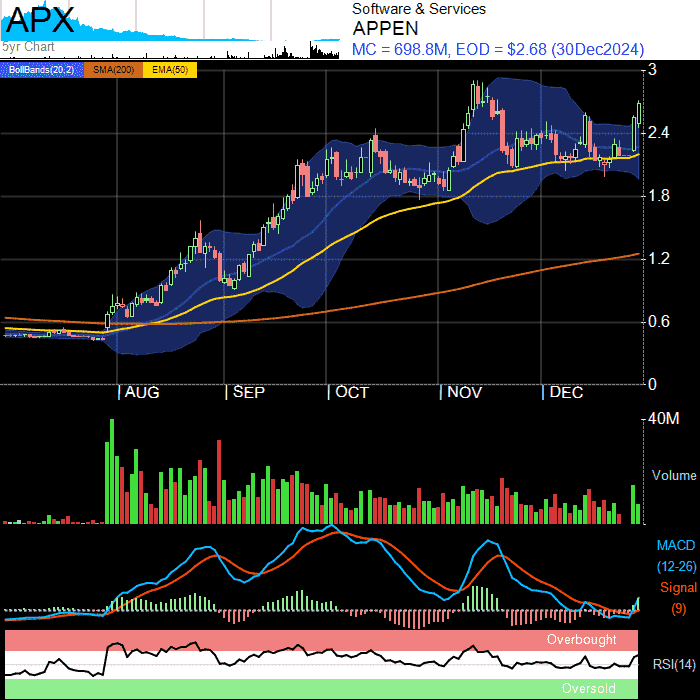 APX
5yr Chart
Software & Services
APPEN
MC = 698.8M, EOD = $2.68 (30Dec2024)
BollBands(20,2) SMA(200) EMA(50)
3
2.4
1.8
1.2
0.6
0
AUG SEP OCT NOV DEC
40M
Volume
MACD
(12-26)
Signal
(9)
Overbought
RSI(14)
Oversold